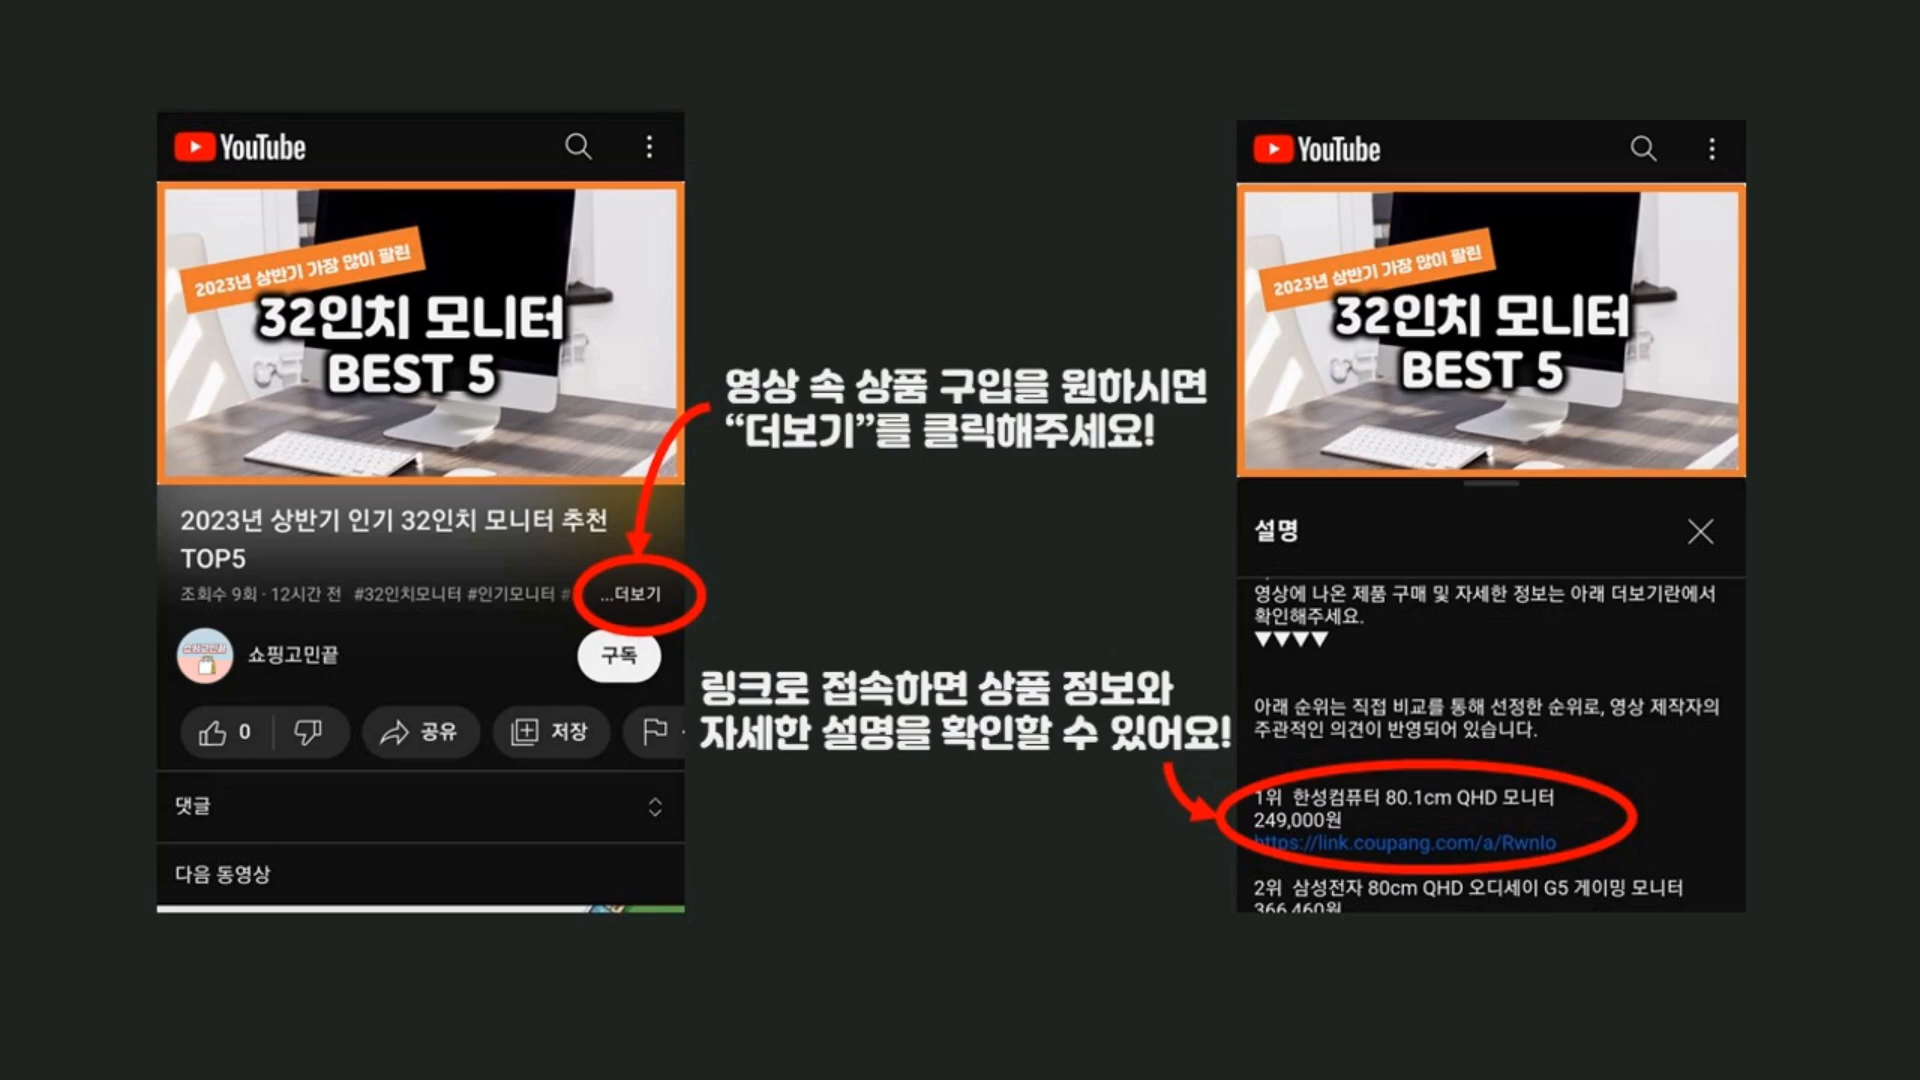 YouTube
2023년 상반기 가장 많이 팔린
32인치 모니터
BEST 5
2023년 상반기 인기 32인치 모니터 추천
TOP5
조회수 9회 · 12시간 전 #32인치모니터 #인기모니터 # ...더보기
쇼핑고민끝
쇼핑고민끝
구독
0
공유
저장
댓글
다음 동영상
영상 속 상품 구입을 원하시면
“더보기”를 클릭해주세요!
링크로 접속하면 상품 정보와
자세한 설명을 확인할 수 있어요!
YouTube
2023년 상반기 가장 많이 팔린
32인치 모니터
BEST 5
설명
영상에 나온 제품 구매 및 자세한 정보는 아래 더보기란에서
확인해주세요.
▼▼▼▼
아래 순위는 직접 비교를 통해 선정한 순위로, 영상 제작자의
주관적인 의견이 반영되어 있습니다.
1위 한성컴퓨터 80.1cm QHD 모니터
249,000원
https://link.coupang.com/a/Rwnlo
2위 삼성전자 80cm QHD 오디세이 G5 게이밍 모니터
366,460원